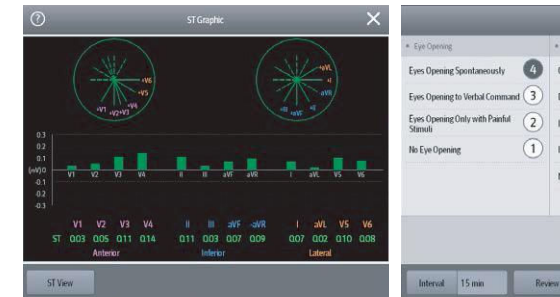 ST Graphic
+V6
+V5
+V4
+V1
+V2+V3
+aVL
+I
aVR
+II
+aVF
+III
0.3
0.2
0.1
(mV)0
-0.1
-0.2
-0.3
V1 V2 V3 V4 II III aVF aVR I aVL V5 V6
V1 V2 V3 V4 II III aVF -aVR I aVL V5 V6
ST 0.03 0.05 0.11 0.14 0.11 0.03 0.07 0.09 0.07 0.02 0.10 0.08
Anterior Inferior Lateral
ST View
Eye Opening
Eyes Opening Spontaneously 4
Eyes Opening to Verbal Command 3
Eyes Opening Only with Painful
Stimuli 2
No Eye Opening 1
Interval 15 min